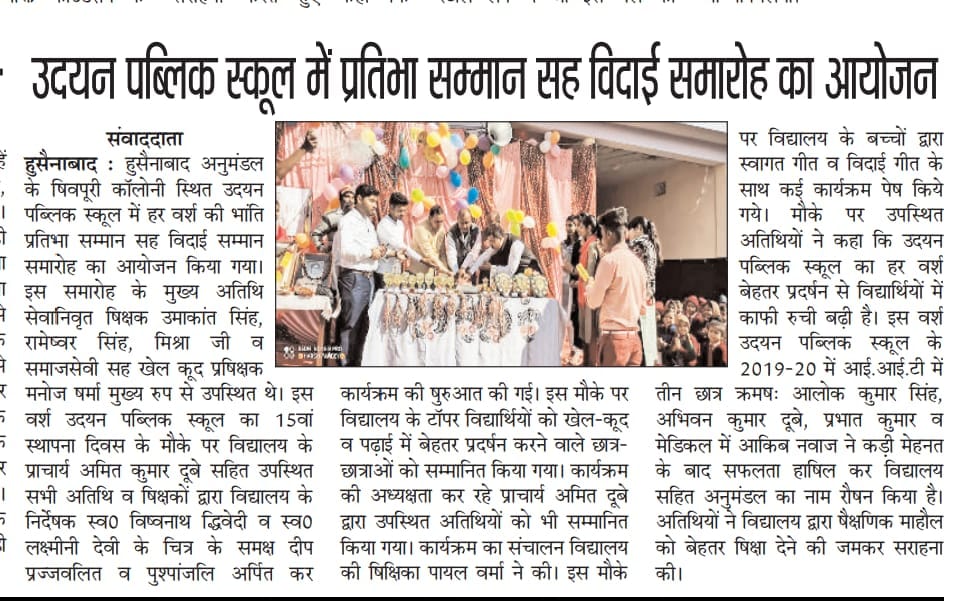 उदयन पब्लिक स्कूल में प्रतिभा सम्मान सह विदाई समारोह का आयोजन
संवाददाता
हुसैनाबाद : हुसैनाबाद अनुमंडल
के षिवपूरी कॉलोनी स्थित उदयन
पब्लिक स्कूल में हर वर्श की भांति
प्रतिभा सम्मान सह विदाई सम्मान
समारोह का आयोजन किया गया।
इस समारोह के मुख्य अतिथि
सेवानिवृत षिक्षक उमाकांत सिंह,
रामेष्वर सिंह, मिश्रा जी व
समाजसेवी सह खेल कूद प्रषिक्षक
मनोज षर्मा मुख्य रुप से उपस्थित थे। इस
वर्श उदयन पब्लिक स्कूल का 15वां
स्थापना दिवस के मौके पर विद्यालय के
प्राचार्य अमित कुमार दूबे सहित उपस्थित
सभी अतिथि व षिक्षकों द्वारा विद्यालय के
निर्देषक स्व0 विष्वनाथ द्विवेदी व स्व0
लक्ष्मीनी देवी के चित्र के समक्ष दीप
प्रज्जवलित व पुश्पांजलि अर्पित कर
कार्यक्रम की षुरुआत की गई। इस मौके पर
विद्यालय के टॉपर विद्यार्थियों को खेल-कूद
व पढ़ाई में बेहतर प्रदर्षन करने वाले छात्र-
छात्राओं को सम्मानित किया गया। कार्यक्रम
की अध्यक्षता कर रहे प्राचार्य अमित दूबे
द्वारा उपस्थित अतिथियों को भी सम्मानित
किया गया। कार्यक्रम का संचालन विद्यालय
की षिक्षिका पायल वर्मा ने की। इस मौके
पर विद्यालय के बच्चों द्वारा
स्वागत गीत व विदाई गीत के
साथ कई कार्यक्रम पेष किये
गये। मौके पर उपस्थित
अतिथियों ने कहा कि उदयन
पब्लिक स्कूल का हर वर्श
बेहतर प्रदर्षन से विद्यार्थियों में
काफी रुची बढ़ी है। इस वर्श
उदयन पब्लिक स्कूल के
2019-20 में आई.आई.टी में
तीन छात्र क्रमषः आलोक कुमार सिंह,
अभिवन कुमार दूबे, प्रभात कुमार व
मेडिकल में आकिब नवाज ने कड़ी मेहनत
के बाद सफलता हाषिल कर विद्यालय
सहित अनुमंडल का नाम रौषन किया है।
अतिथियों ने विद्यालय द्वारा षैक्षणिक माहौल
को बेहतर षिक्षा देने की जमकर सराहना
की।